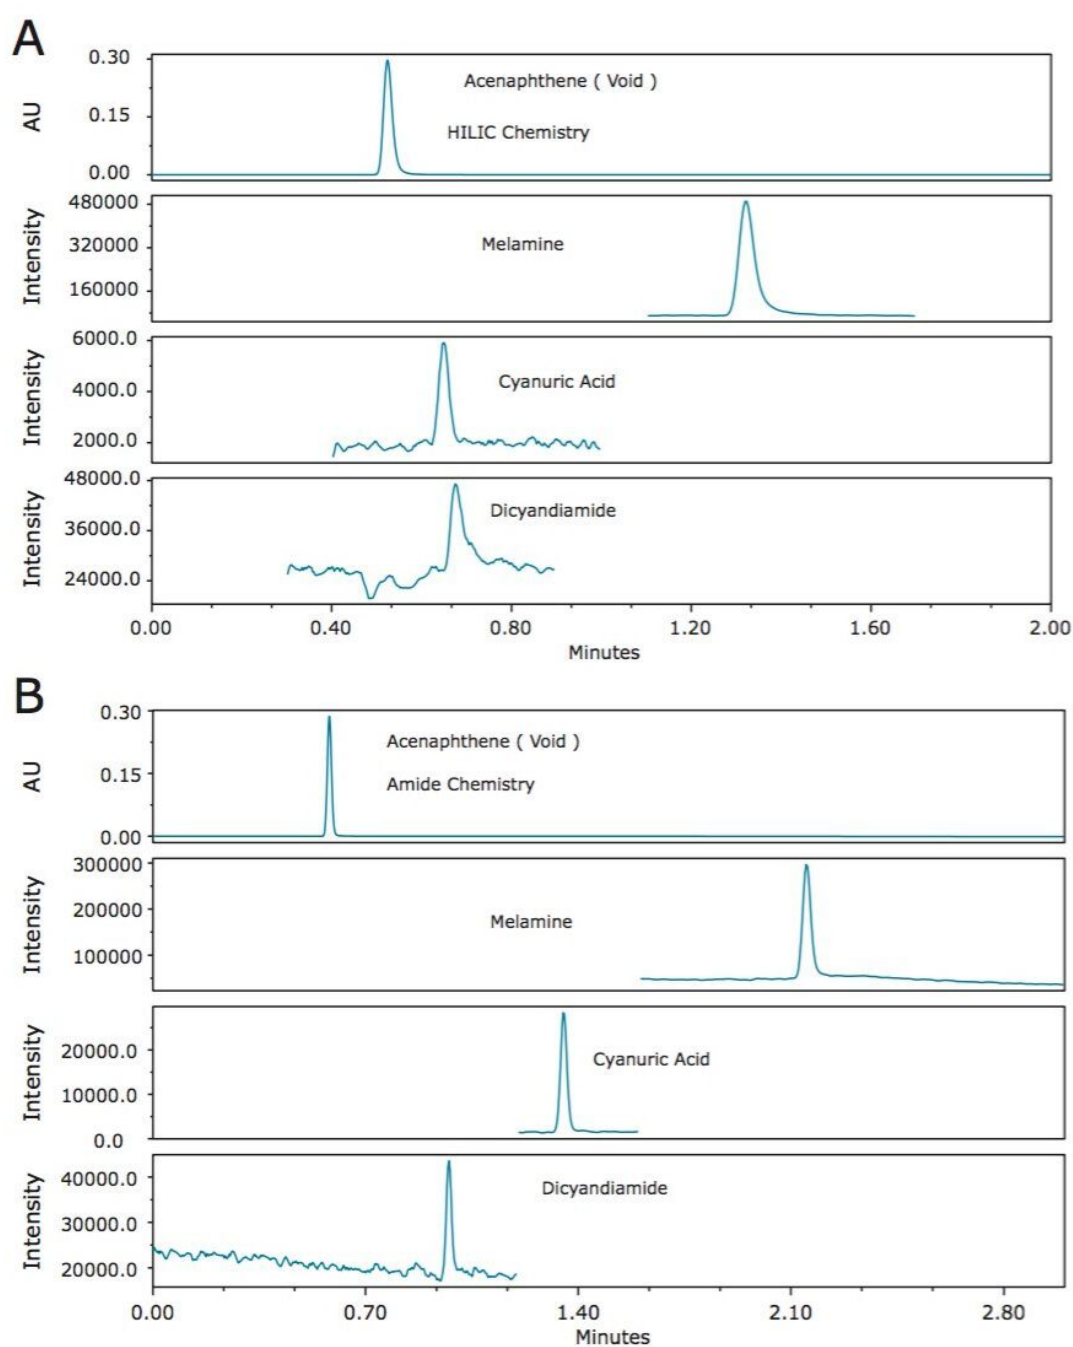 A
0.30
Acenaphthene ( Void )
AU
0.15
HILIC Chemistry
0.00
480000
Intensity
320000
Melamine
160000
6000.0
Intensity
4000.0
Cyanuric Acid
2000.0
48000.0
Intensity
36000.0
Dicyandiamide
24000.0
0.00 0.40 0.80 1.20 1.60 2.00
Minutes
B
0.30
Acenaphthene ( Void )
AU
0.15
Amide Chemistry
0.00
300000
Intensity
200000
Melamine
100000
Intensity
20000.0
Cyanuric Acid
10000.0
0.0
Intensity
40000.0
Dicyandiamide
30000.0
20000.0
0.00 0.70 1.40 2.10 2.80
Minutes